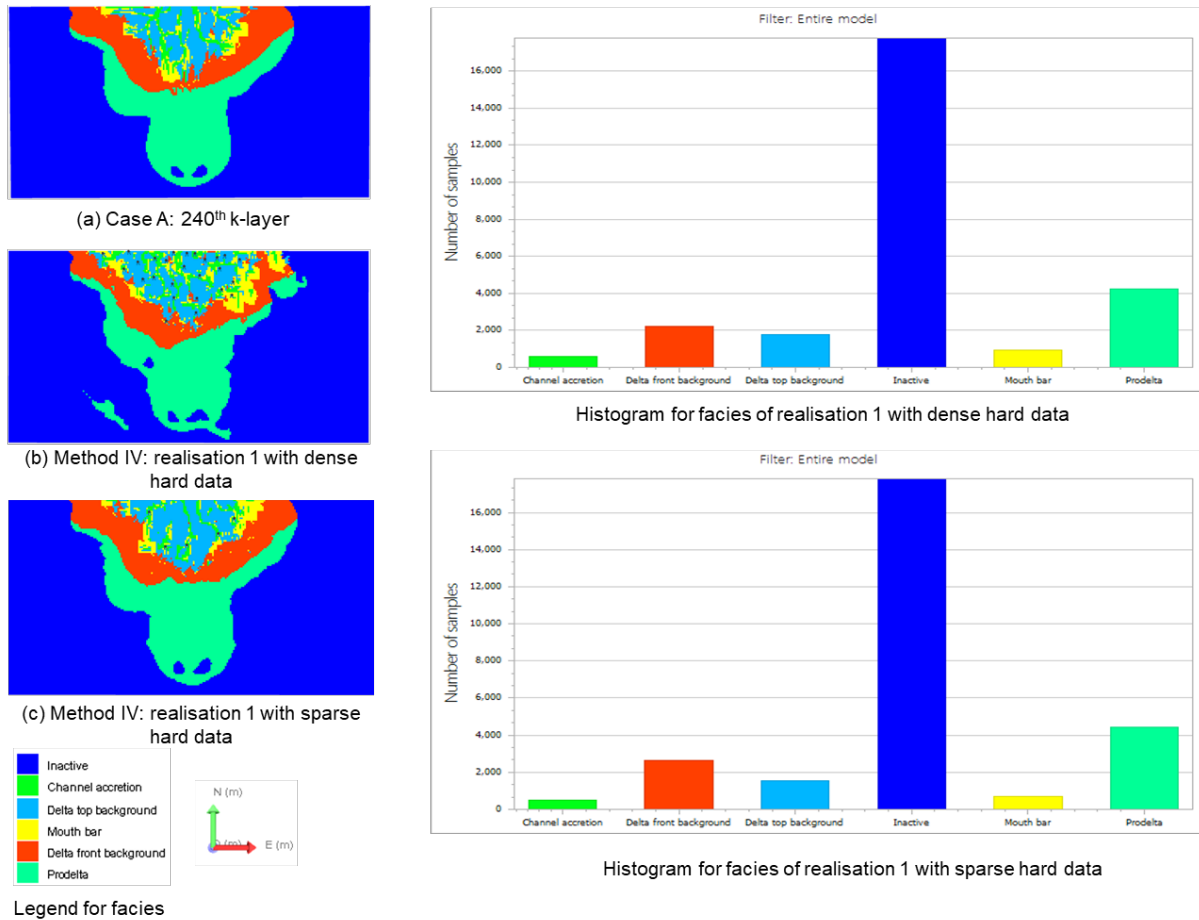 (a) Case A: 240th k-layer
(b) Method IV: realisation 1 with dense
hard data
(c) Method IV: realisation 1 with sparse
hard data
Inactive
Channel accretion
Delta top background
Mouth bar
Delta front background
Prodelta
Legend for facies
N (m)
E (m)
Filter: Entire model
Number of samples
16,000
14,000
12,000
10,000
8,000
6,000
4,000
2,000
0
Channel accretion
Delta front background
Delta top background
Inactive
Mouth bar
Prodelta
Histogram for facies of realisation 1 with dense hard data
Filter: Entire model
Number of samples
16,000
14,000
12,000
10,000
8,000
6,000
4,000
2,000
0
Channel accretion
Delta front background
Delta top background
Inactive
Mouth bar
Prodelta
Histogram for facies of realisation 1 with sparse hard data